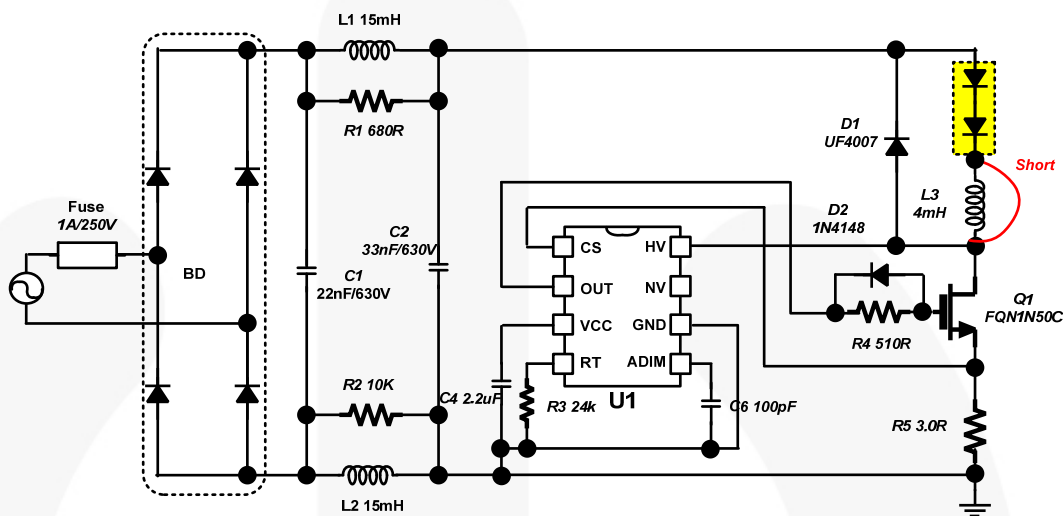 L1 15mH
R1 680R
Fuse
1A/250V
BD
C1
22nF/630V
C2
33nF/630V
R2 10K
L2 15mH
C4 2.2uF
R3 24k
CS
OUT
VCC
RT
HV
NV
GND
ADIM
U1
C6 100pF
D1
UF4007
D2
1N4148
L3
4mH
Short
R4 510R
Q1
FQN1N50C
R5 3.0R